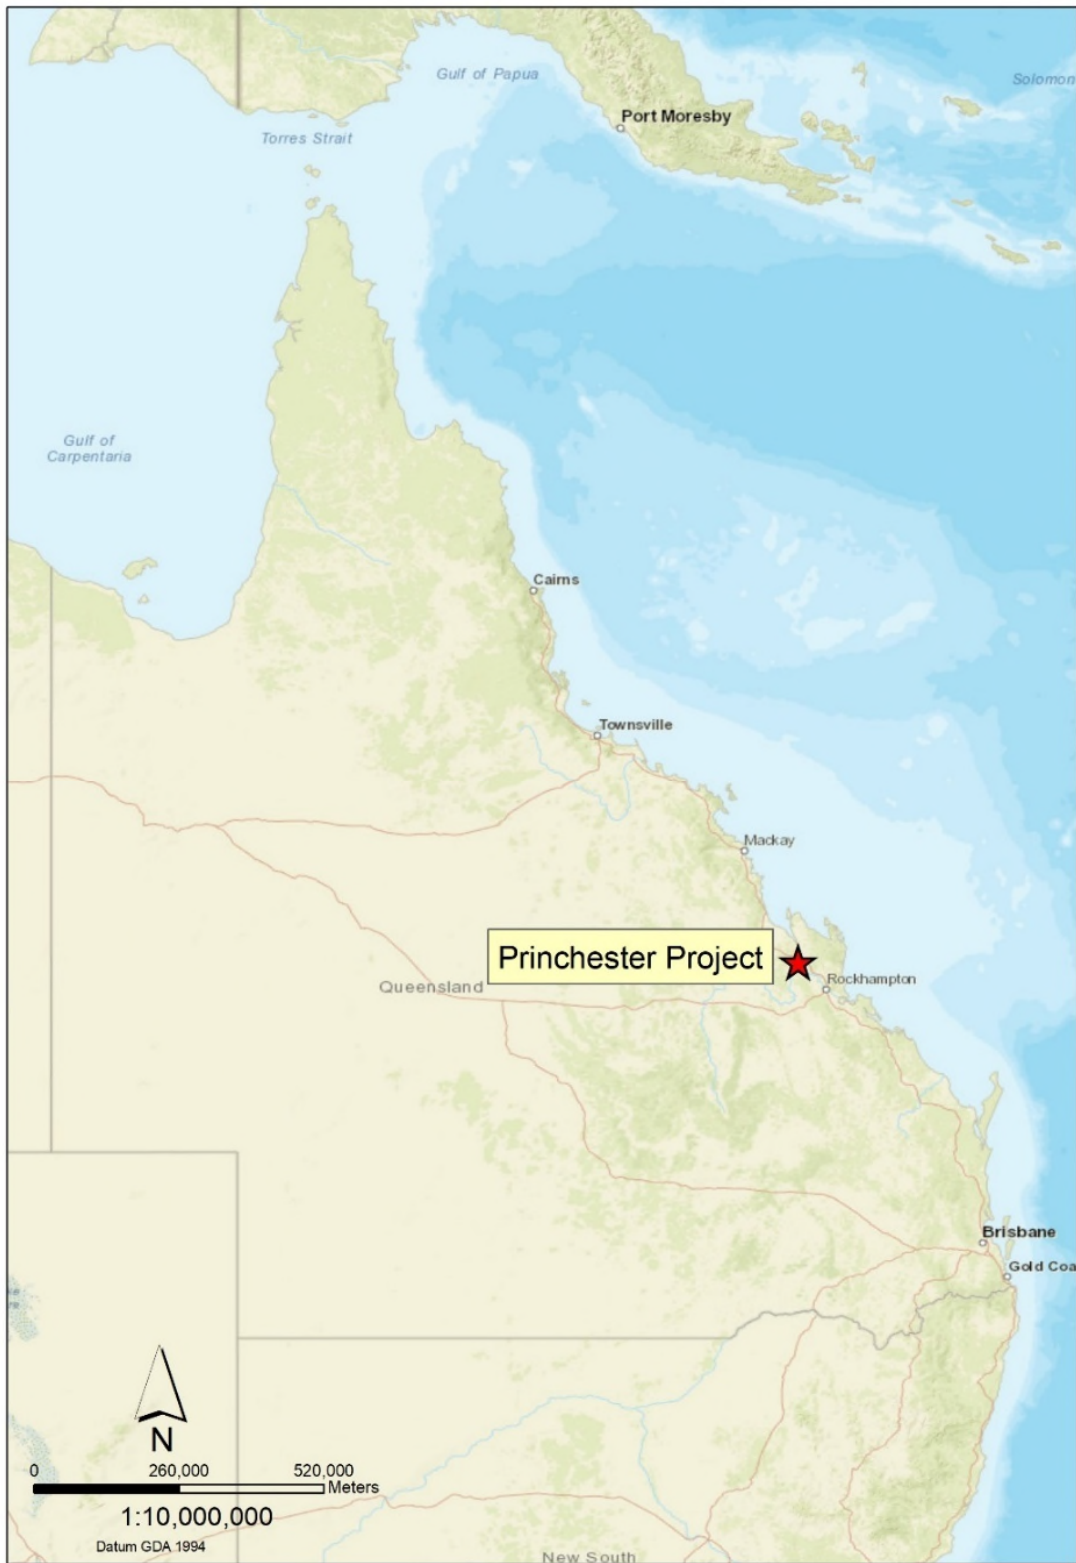 Gulf of Papua
Solomon
Port Moresby
Torres Strait
Gulf of
Carpentaria
Cairns
Townsville
Mackay
Princhester Project
Rockhampton
Queensland
Brisbane
Gold Coa
N
0 260,000 520,000
Meters
1:10,000,000
Datum GDA 1994
New South